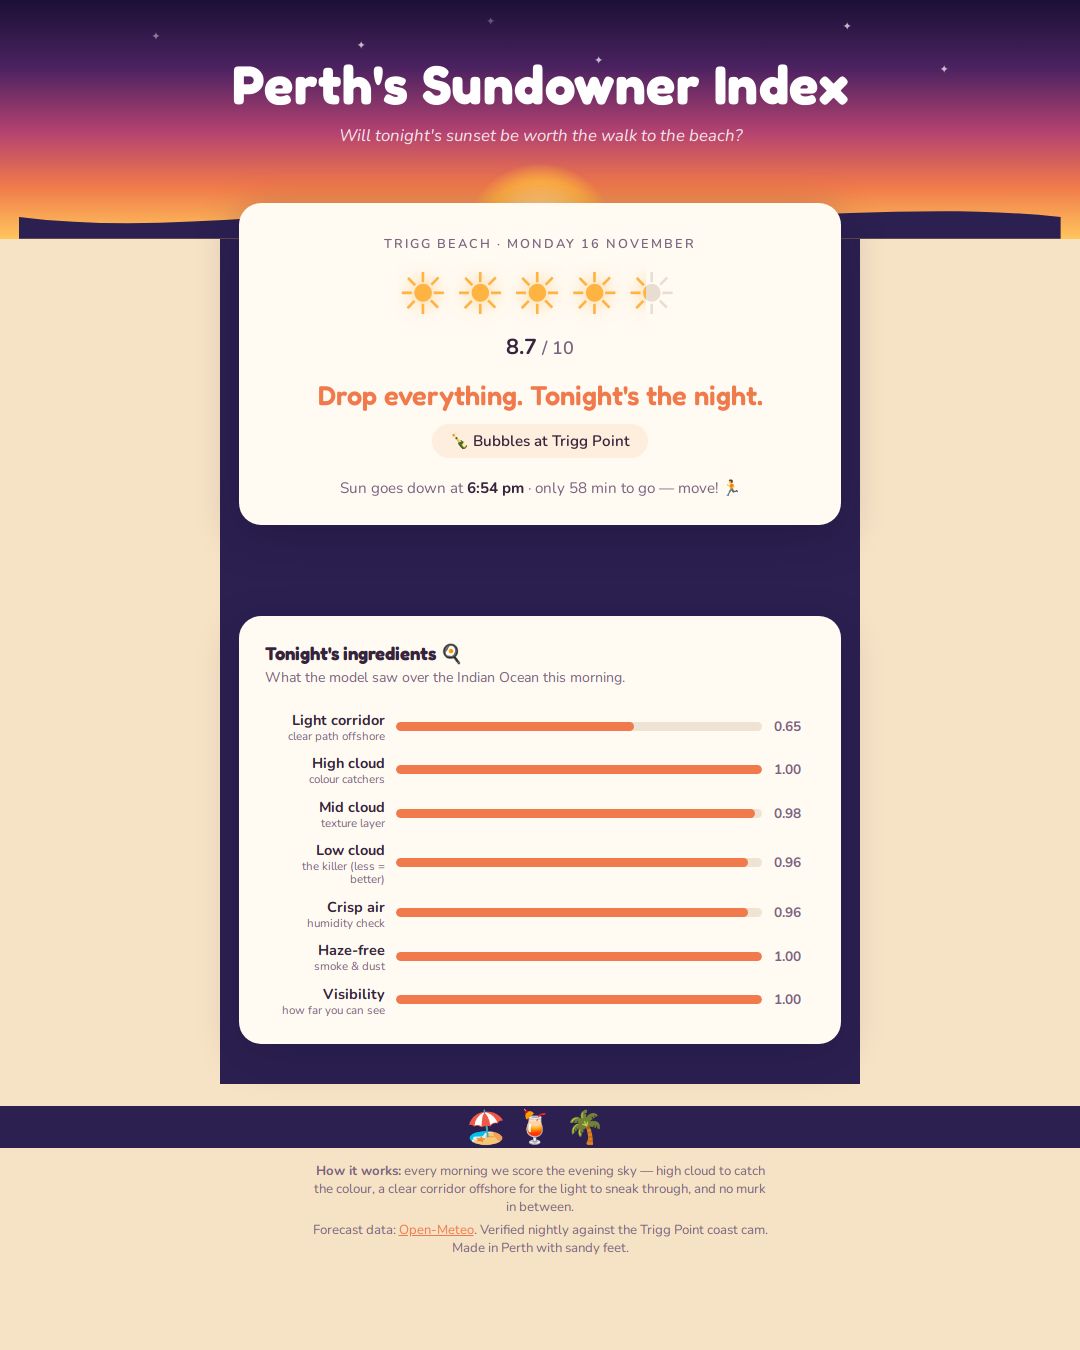 Perth's Sundowner Index
Will tonight's sunset be worth the walk to the beach?
TRIGG BEACH · MONDAY 16 NOVEMBER
8.7 / 10
Drop everything. Tonight's the night.
🍾 Bubbles at Trigg Point
Sun goes down at 6:54 pm · only 58 min to go — move! 🏃
Tonight's ingredients 🍳
What the model saw over the Indian Ocean this morning.
Light corridor
clear path offshore
0.65
High cloud
colour catchers
1.00
Mid cloud
texture layer
0.98
Low cloud
the killer (less =
better)
0.96
Crisp air
humidity check
0.96
Haze-free
smoke & dust
1.00
Visibility
how far you can see
1.00
How it works: every morning we score the evening sky — high cloud to catch
the colour, a clear corridor offshore for the light to sneak through, and no murk
in between.
Forecast data: Open-Meteo. Verified nightly against the Trigg Point coast cam.
Made in Perth with sandy feet.